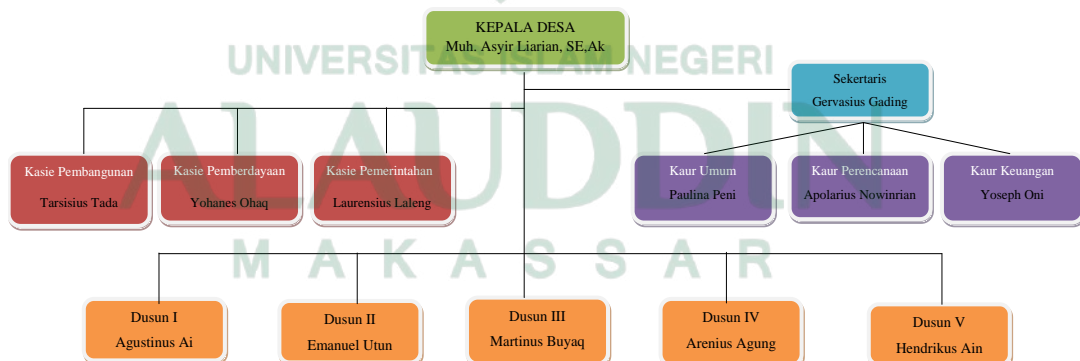 KEPALA DESA
Muh. Asyir Liarian, SE,Ak
UNIVERSITAS ISLAM NEGERI
Sekertaris
Gervasius Gading
ALAUDDIN
Kasie Pembangunan
Tarsisius Tada
Kasie Pemberdayaan
Yohanes Ohaq
Kasie Pemerintahan
Laurensius Laleng
Kaur Umum
Paulina Peni
Kaur Perencanaan
Apolarius Nowinrian
Kaur Keuangan
Yoseph Oni
MAKASSAR
Dusun I
Agustinus Ai
Dusun II
Emanuel Utun
Dusun III
Martinus Buyaq
Dusun IV
Arenius Agung
Dusun V
Hendrikus Ain